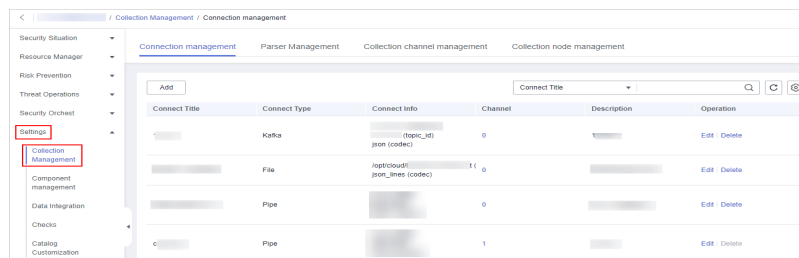 / Collection Management / Connection management
Security Situation
Resource Manager
Risk Prevention
Threat Operations
Security Orchest
Settings
Collection
Management
Component
management
Data Integration
Checks
Catalog
Customization
Connection management Parser Management Collection channel management Collection node management
Add Connect Title
Connect Title Connect Type Connect Info Channel Description Operation
Kafka (topic_id) 0 Edit Delete
json (codec)
File /opt/cloud/ t ( 0 Edit Delete
json_lines (codec)
Pipe 0 Edit Delete
Pipe 1 Edit Delete